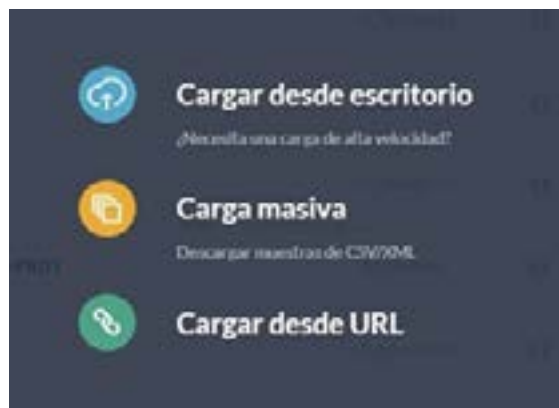 Cargar desde escritorio
¿Necesita una carga de alta velocidad?
Carga masiva
Descargar muestras de CSV/XML
Cargar desde URL